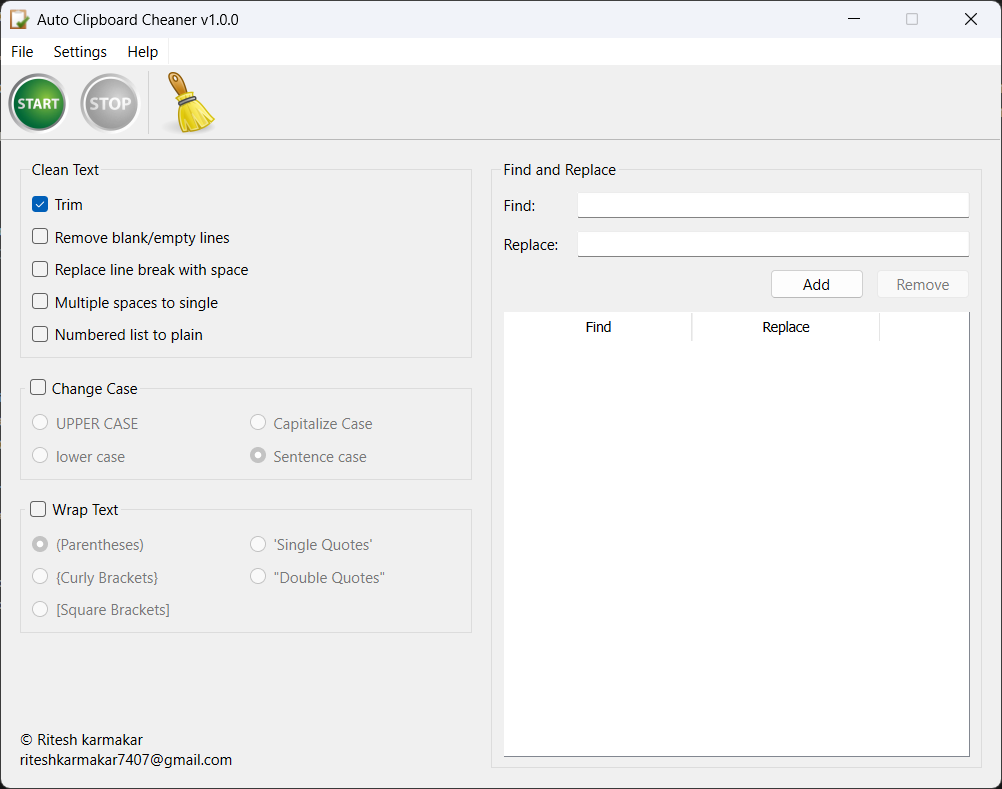 Auto Clipboard Cheaner v1.0.0
File Settings Help
START STOP
Clean Text
Trim
Remove blank/empty lines
Replace line break with space
Multiple spaces to single
Numbered list to plain
Change Case
UPPER CASE Capitalize Case
lower case Sentence case
Wrap Text
(Parentheses) 'Single Quotes'
{Curly Brackets} "Double Quotes"
[Square Brackets]
© Ritesh karmakar
riteshkarmakar7407@gmail.com
Find and Replace
Find:
Replace:
Add Remove
Find Replace